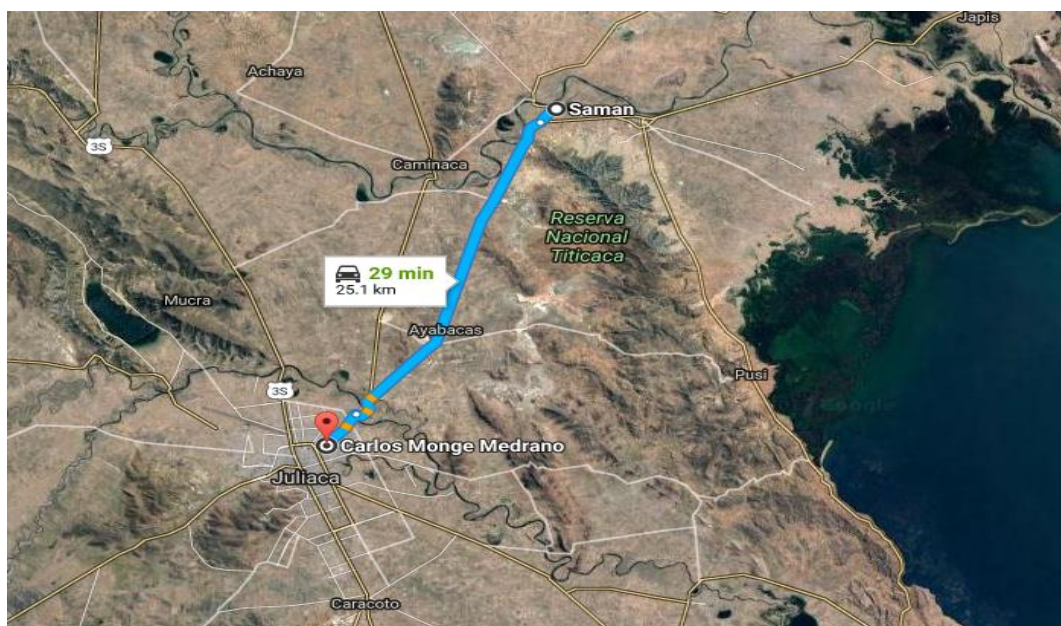 Japis
Achaya
Saman
3S
Caminaca
Reserva
Nacional
Titicaca
29 min
25.1 km
Mucra
Ayabacas
Pusi
3S
Google
Carlos Monge Medrano
Juliaca
Caracoto